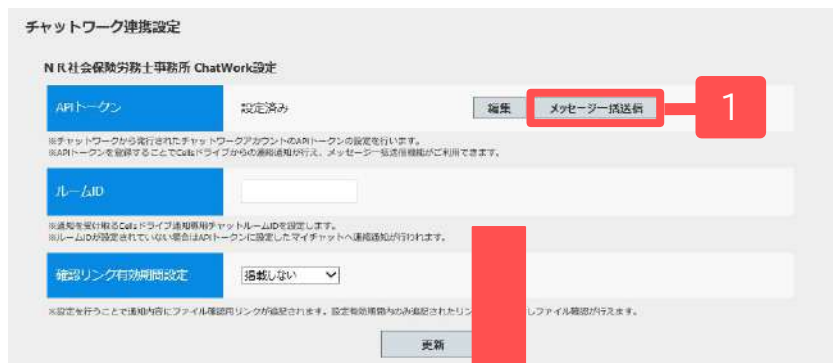 チャットワーク連携設定
NR社会保険労務士事務所 ChatWork設定
APIトークン 設定済み 編集 メッセージ一括送信 1
※チャットワークから発行されたチャットワークアカウントのAPIトークンの設定を行います。
※APIトークンを登録することでCellsドライブからの連絡通知が行え、メッセージ一括送信機能がご利用できます。
ルームID
※通知を受け取るCellsドライブ通知専用チャットルームIDを設定します。
※ルームIDが設定されていない場合はAPIトークンに設定したマイチャットへ連絡通知が行われます。
確認リンク有効期間設定 掲載しない
※設定を行うことで通知内容にファイル確認用リンクが追記されます。設定有効期間内のみ追記されたリン しファイル確認が行えます。
更新